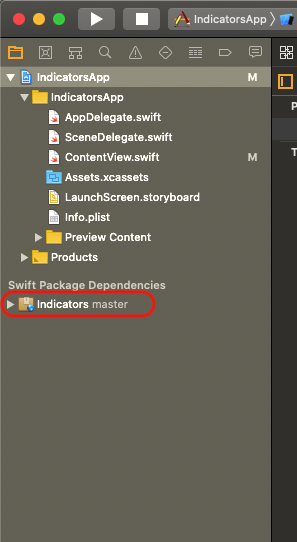 IndicatorsApp
IndicatorsApp M
IndicatorsApp
AppDelegate.swift
SceneDelegate.swift
ContentView.swift M
Assets.xcassets
LaunchScreen.storyboard
Info.plist
Preview Content
Products
Swift Package Dependencies
Indicators master
P
T